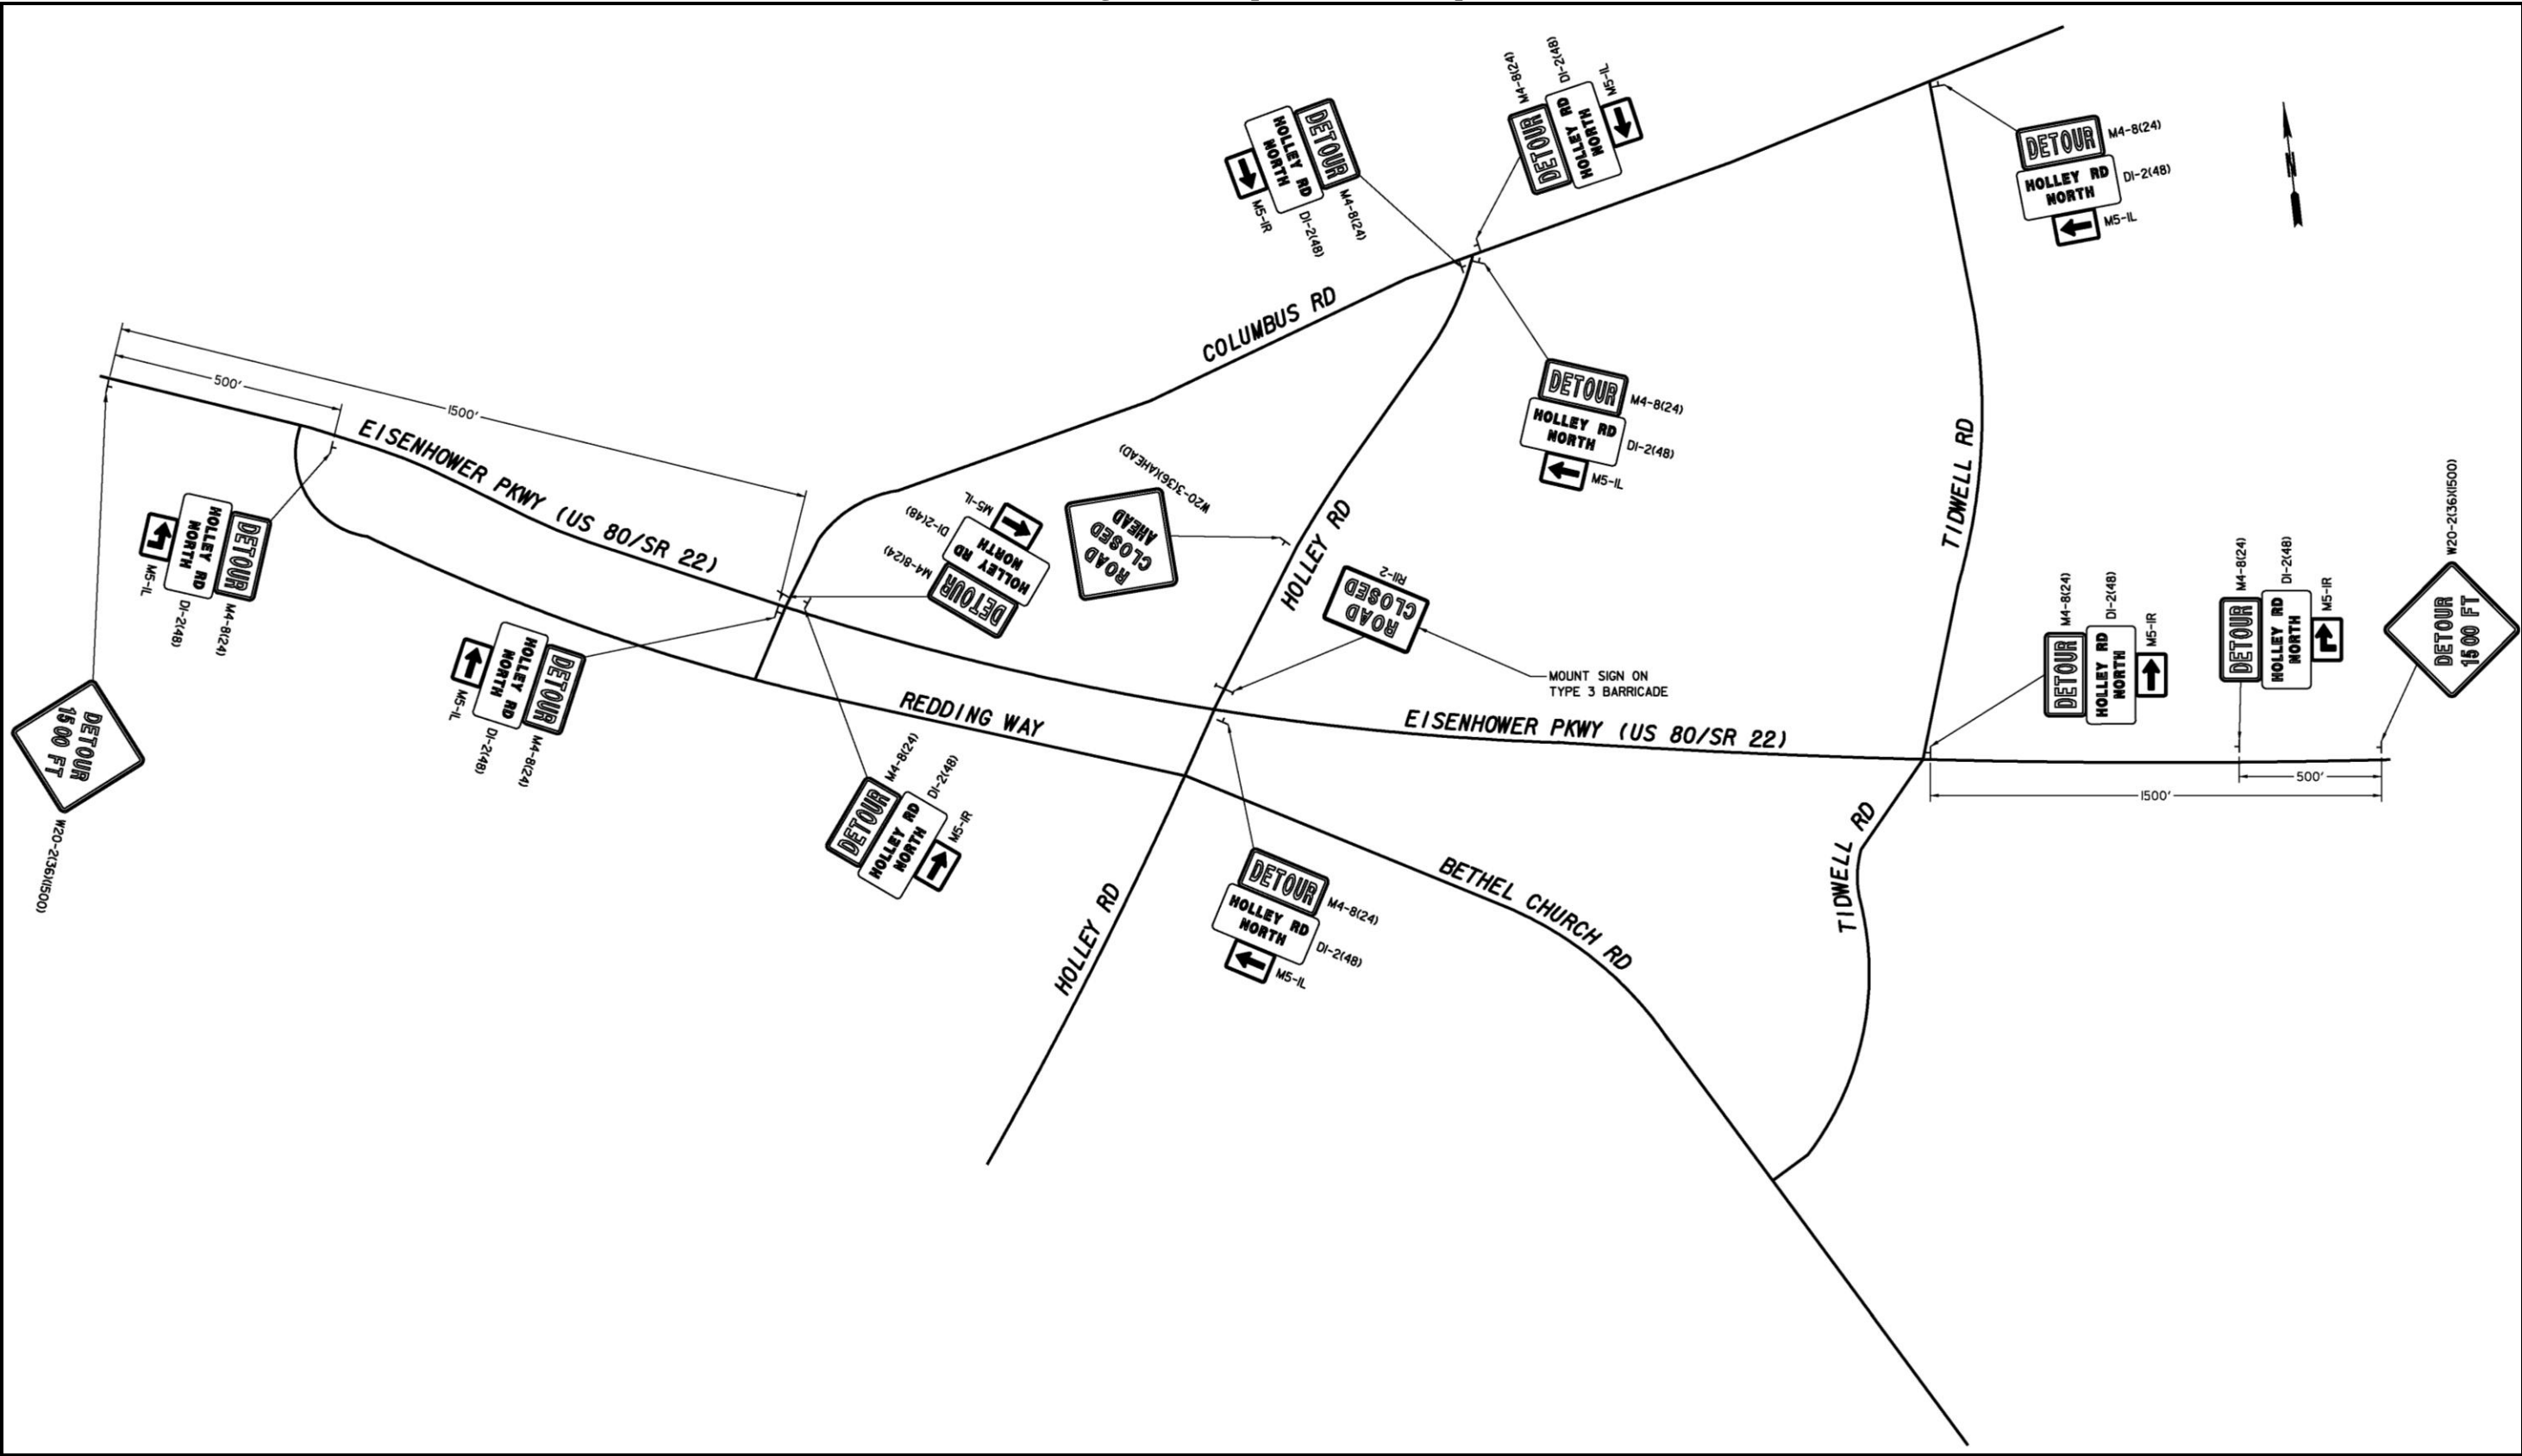 M4-8(24)
D1-2(48)
M5-1L
DETOUR
HOLLEY RD
NORTH
DETOUR
HOLLEY RD
NORTH
M4-8(24)
D1-2(48)
M5-1R
DETOUR
HOLLEY RD
NORTH
M4-8(24)
D1-2(48)
M5-1L
N
COLUMBUS RD
500'
1500'
EISENHOWER PKWY (US 80/SR 22)
DETOUR
HOLLEY RD
NORTH
M4-8(24)
D1-2(48)
M5-1L
DETOUR
HOLLEY RD
NORTH
M4-8(24)
D1-2(48)
M5-1L
DETOUR
HOLLEY RD
NORTH
M4-8(24)
D1-2(48)
M5-1L
W20-3(36)(AHEAD)
ROAD
CLOSED
AHEAD
HOLLEY RD
R11-2
ROAD
CLOSED
MOUNT SIGN ON
TYPE 3 BARRICADE
TIDWELL RD
DETOUR
HOLLEY RD
NORTH
M4-8(24)
D1-2(48)
M5-1R
DETOUR
HOLLEY RD
NORTH
M4-8(24)
D1-2(48)
M5-1R
W20-2(36)(1500)
DETOUR
1500 FT
DETOUR
HOLLEY RD
NORTH
M4-8(24)
D1-2(48)
M5-1L
DETOUR
1500 FT
W20-2(36)(1500)
REDDING WAY
EISENHOWER PKWY (US 80/SR 22)
500'
1500'
DETOUR
HOLLEY RD
NORTH
M4-8(24)
D1-2(48)
M5-1R
HOLLEY RD
DETOUR
HOLLEY RD
NORTH
M4-8(24)
D1-2(48)
M5-1L
BETHEL CHURCH RD
TIDWELL RD